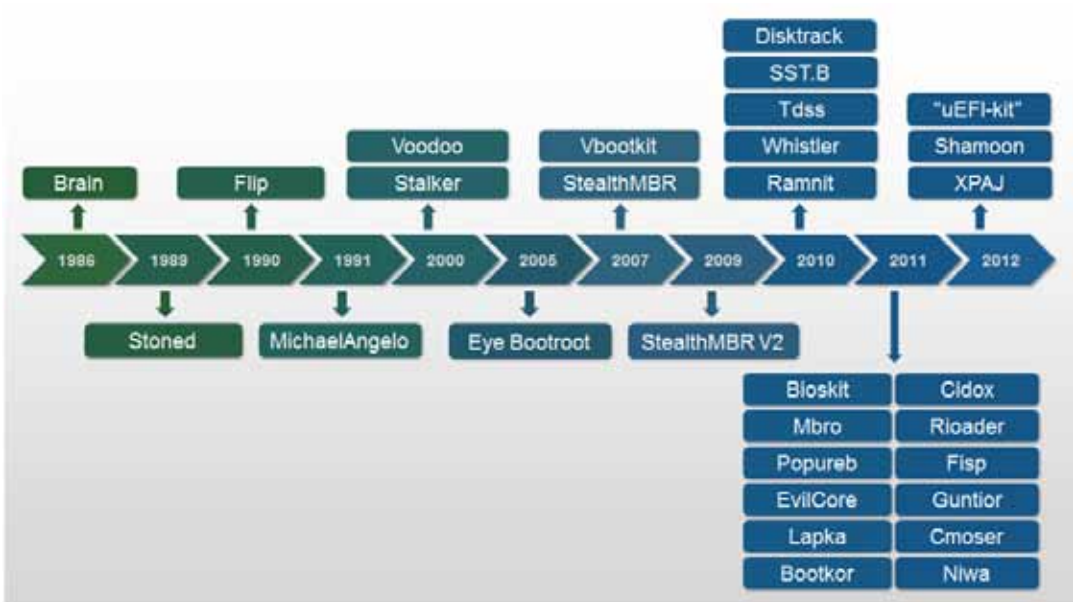 Disktrack
SST.B
Tdss
"uEFI-kit"
Voodoo
Vbootkit
Whistler
Shamoon
Brain
Flip
Stalker
StealthMBR
Ramnit
XPAJ
1986
1989
1990
1991
2000
2005
2007
2009
2010
2011
2012
Stoned
MichaelAngelo
Eye Bootroot
StealthMBR V2
Bioskit
Cidox
Mbro
Rloader
Popureb
Fisp
EvilCore
Guntior
Lapka
Cmoser
Bootkor
Niwa